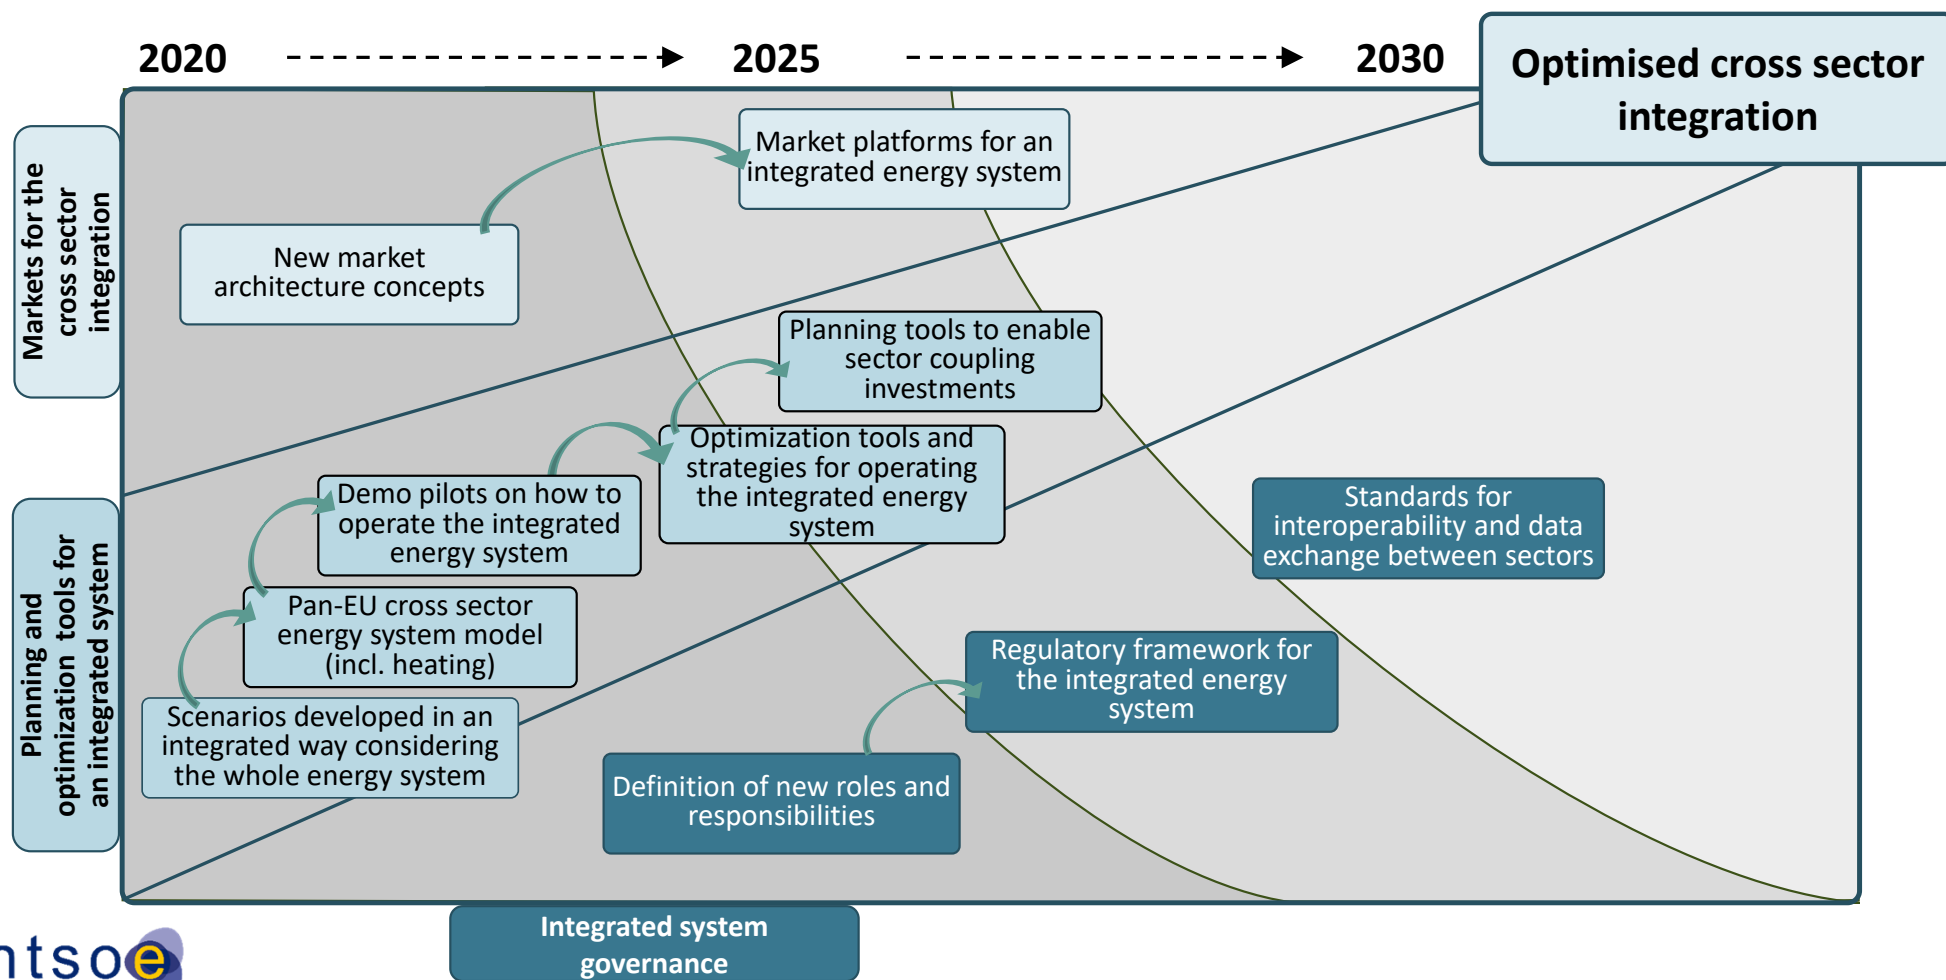 2020
2025
2030
Optimised cross sector
integration
Markets for the
cross sector
integration
Market platforms for an
integrated energy system
New market
architecture concepts
Planning and
optimization tools for
an integrated system
Planning tools to enable
sector coupling
investments
Optimization tools and
strategies for operating
the integrated energy
system
Demo pilots on how to
operate the integrated
energy system
Pan-EU cross sector
energy system model
(incl. heating)
Scenarios developed in an
integrated way considering
the whole energy system
Standards for
interoperability and data
exchange between sectors
Regulatory framework for
the integrated energy
system
Definition of new roles and
responsibilities
Integrated system
governance
ntsoe